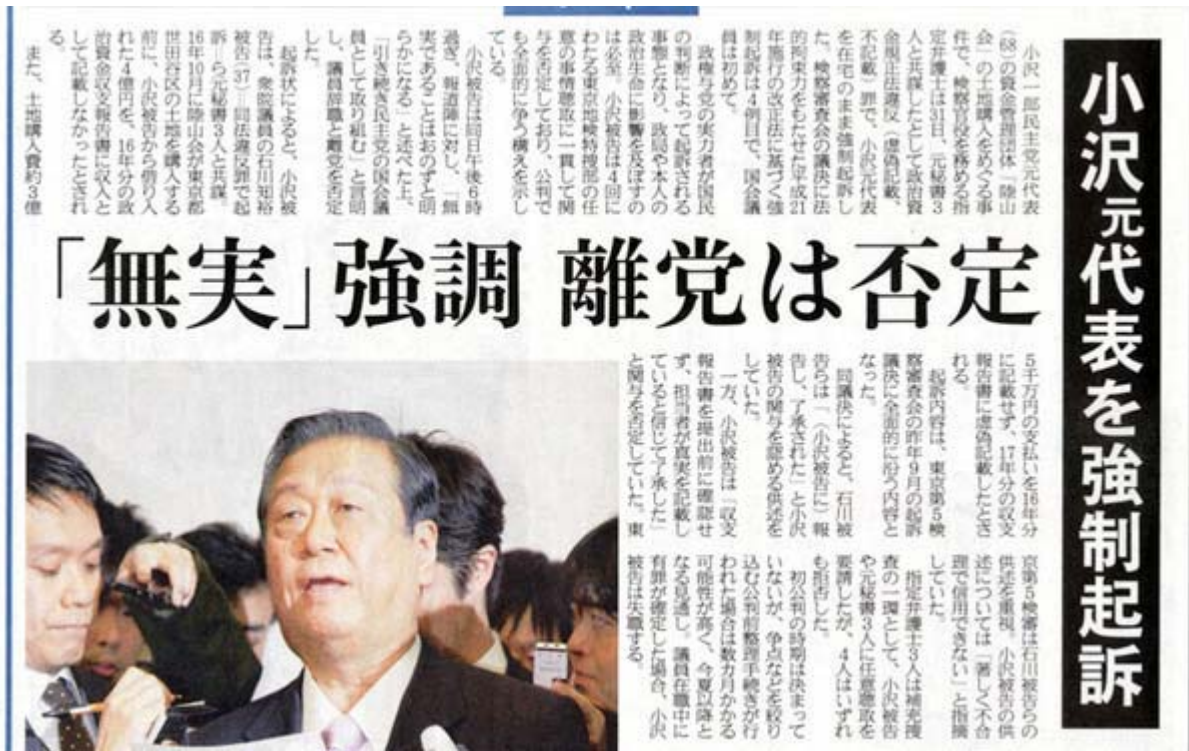 小沢元代表を強制起訴
「無実」強調 離党は否定
小沢一郎民主党元代表
(68)の資金管理団体「陸山
会」の土地購入をめぐる事
件で、検察官役を務める指
定弁護士は31日、元秘書3
人と共謀したとして政治資
金規正法違反(虚偽記載、
不記載)罪で、小沢元代表
を在宅のまま強制起訴し
た。検察審査会の議決に法
的拘束力をもたせた平成21
年施行の改正法に基づく強
制起訴は4例目で、国会議
員は初めて。
政権与党の実力者が国民
の判断によって起訴される
事態となり、政局や本人の
政治生命に影響を及ぼすの
は必至。小沢被告は4回に
わたる東京地検特捜部の任
意の事情聴取に一貫して関
与を否定しており、公判で
も全面的に争う構えを示し
ている。
小沢被告は同日午後6時
過ぎ、報道陣に対し、「無
実であることはおのずと明
らかになる」と述べた上、
「引き続き民主党の国会議
員として取り組む」と言明
し、議員辞職と離党を否定
した。
起訴状によると、小沢被
告は、衆院議員の石川知裕
被告(37)=同法違反罪で起
訴=ら元秘書3人と共謀。
16年10月に陸山会が東京都
世田谷区の土地を購入する
前に、小沢被告から借り入
れた4億円を、16年分の政
治資金収支報告書に収入と
して記載しなかったとされ
る。
また、土地購入費約3億
5千万円の支払いを16年分
に記載せず、17年分の収支
報告書に虚偽記載したとさ
れる。
起訴内容は、東京第5検
察審査会の昨年9月の起訴
議決に全面的に沿う内容と
なった。
同議決によると、石川被
告らは「(小沢被告に)報
告し、了承された」と小沢
被告の関与を認める供述を
していた。
一方、小沢被告は「収支
報告書を提出前に確認せ
ず、担当者が真実を記載し
ていると信じて了承した」
と関与を否定していた。東
京第5検審は石川被告らの
供述を重視。小沢被告の供
述については「著しく不合
理で信用できない」と指摘
していた。
指定弁護士3人は補充捜
査の一環として、小沢被告
や元秘書3人に任意聴取を
要請したが、4人はいずれ
も拒否した。
初公判の時期は決まって
いないが、争点などを絞り
込む公判前整理手続きが行
われた場合は数カ月かかる
可能性が高く、今夏以降と
なる見通し。議員在職中に
有罪が確定した場合、小沢
被告は失職する。